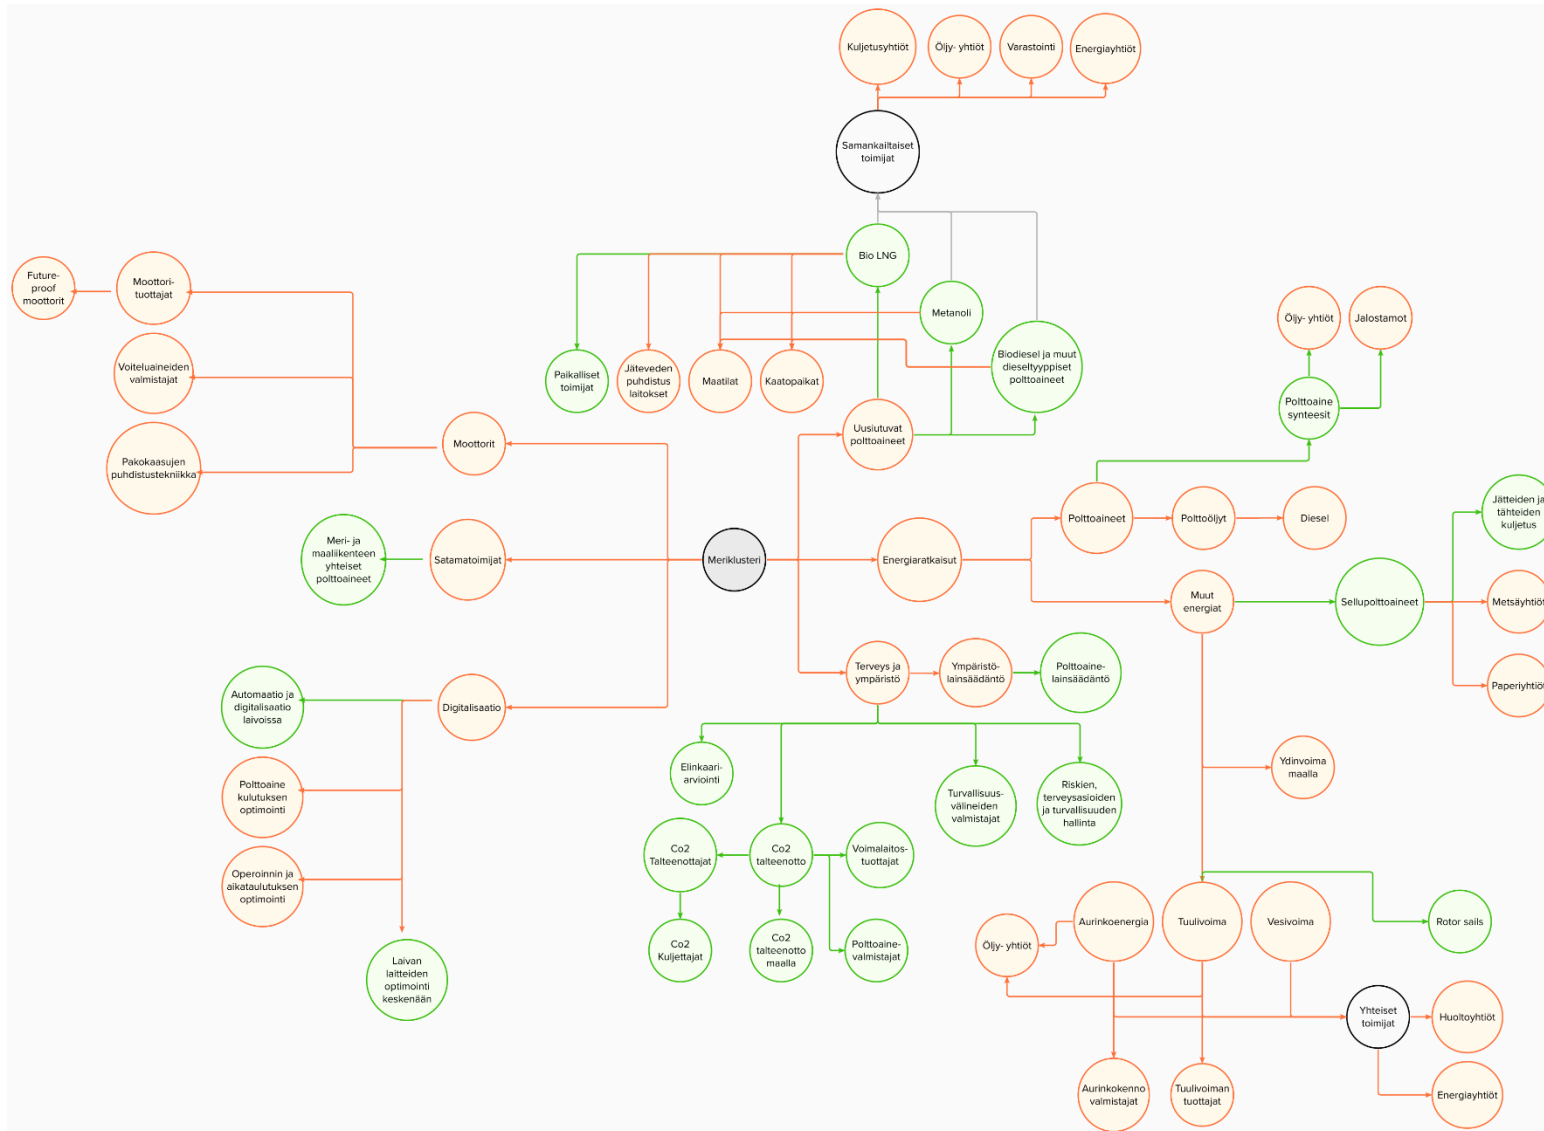 Kuljetusyhtiöt
Öljy- yhtiöt
Varastointi
Energiayhtiöt
Samankailtaiset
toimijat
Bio LNG
Metanoli
Biodiesel ja muut
dieseltyyppiset
polttoaineet
Paikalliset
toimijat
Jäteveden
puhdistus
laitokset
Maatilat
Kaatopaikat
Uusiutuvat
polttoaineet
Future-
proof
moottorit
Moottori-
tuottajat
Voiteluaineiden
valmistajat
Pakokaasujen
puhdistustekniikka
Moottorit
Meri- ja
maaliikenteen
yhteiset
polttoaineet
Satamatoimijat
Meriklusteri
Energiaratkaisut
Öljy- yhtiöt
Jalostamot
Polttoaine
synteesit
Polttoaineet
Polttoöljyt
Diesel
Jätteiden ja
tähteiden
kuljetus
Muut
energiat
Sellupolttoaineet
Metsäyhtiöt
Paperiyhtiöt
Automaatio ja
digitalisaatio
laivoissa
Digitalisaatio
Polttoaine
kulutuksen
optimointi
Operoinnin ja
aikataulutuksen
optimointi
Laivan
laitteiden
optimointi
keskenään
Terveys ja
ympäristö
Ympäristö-
lainsäädäntö
Polttoaine-
lainsäädäntö
Elinkaari-
arviointi
Turvallisuus-
välineiden
valmistajat
Riskien,
terveysasioiden
ja turvallisuuden
hallinta
Co2
Talteenottajat
Co2
talteenotto
Voimalaitos-
tuottajat
Co2
Kuljettajat
Co2
talteenotto
maalla
Polttoaine-
valmistajat
Ydinvoima
maalla
Öljy- yhtiöt
Aurinkoenergia
Tuulivoima
Vesivoima
Rotor sails
Yhteiset
toimijat
Huoltoyhtiöt
Energiayhtiöt
Aurinkokenno
valmistajat
Tuulivoiman
tuottajat